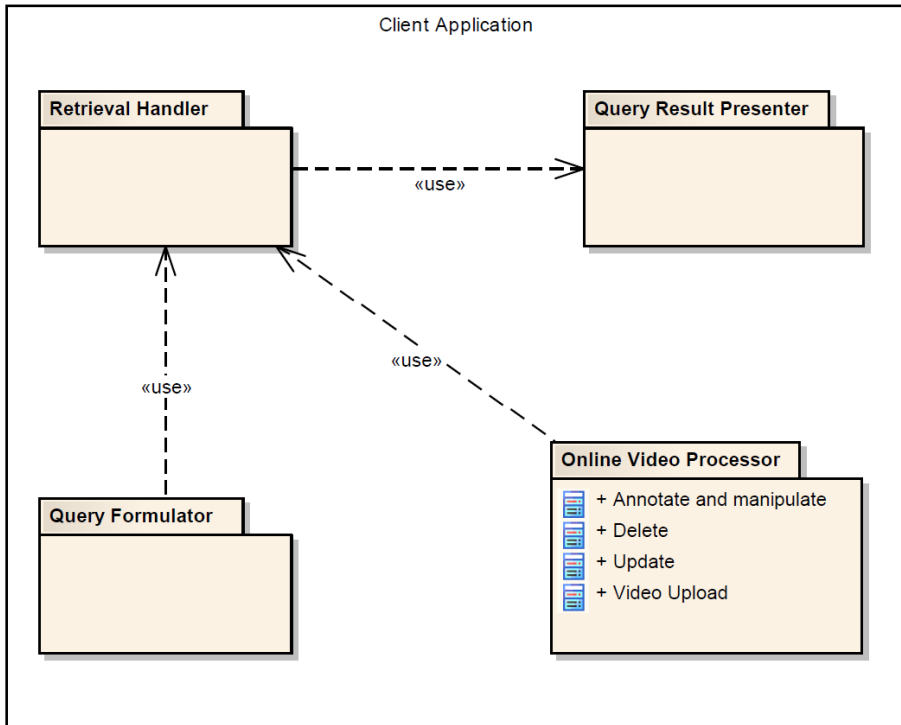 Client Application
Retrieval Handler
Query Result Presenter
«use»
«use»
«use»
Query Formulator
Online Video Processor
+ Annotate and manipulate
+ Delete
+ Update
+ Video Upload